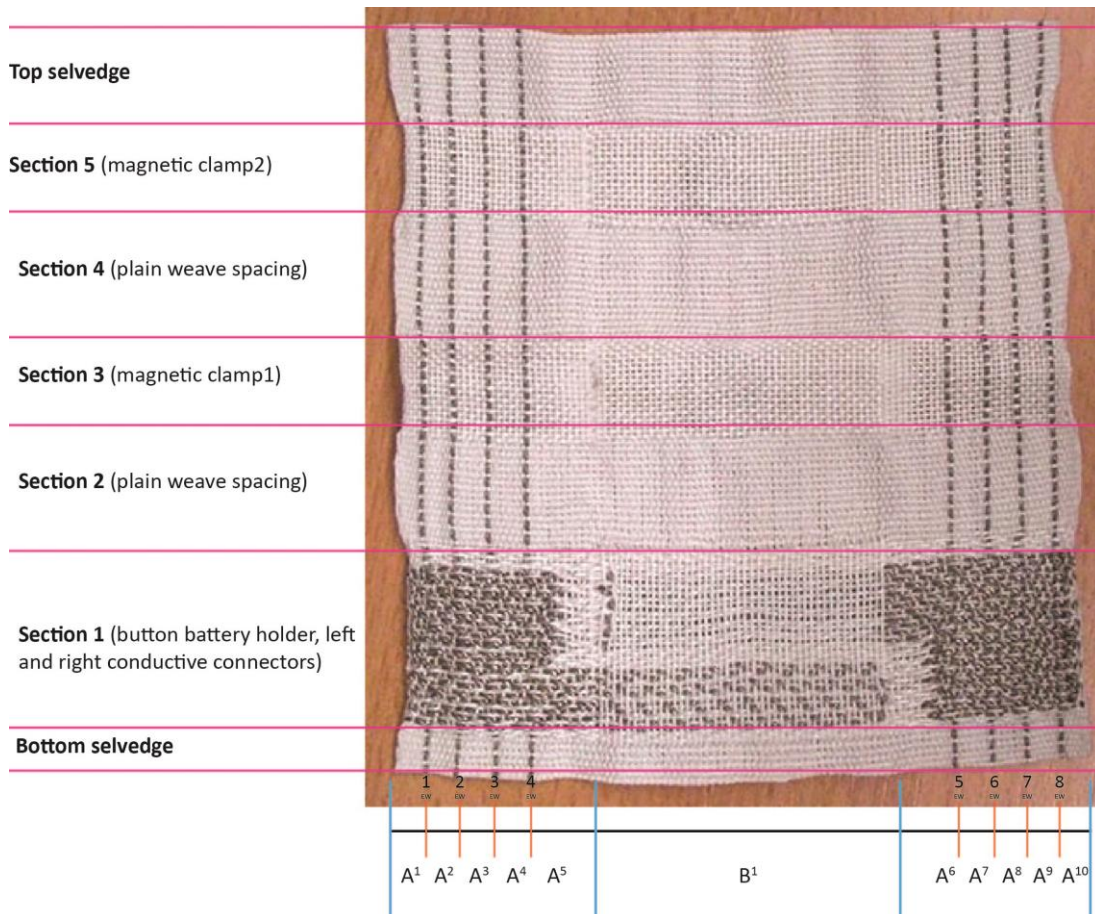 Top selvedge
Section 5 (magnetic clamp2)
Section 4 (plain weave spacing)
Section 3 (magnetic clamp1)
Section 2 (plain weave spacing)
Section 1 (button battery holder, left
and right conductive connectors)
Bottom selvedge
1 2 3 4 5 6 7 8
EW EW EW EW EW EW EW EW
A¹ A² A³ A⁴ A⁵ B¹ A⁶ A⁷ A⁸ A⁹ A¹⁰